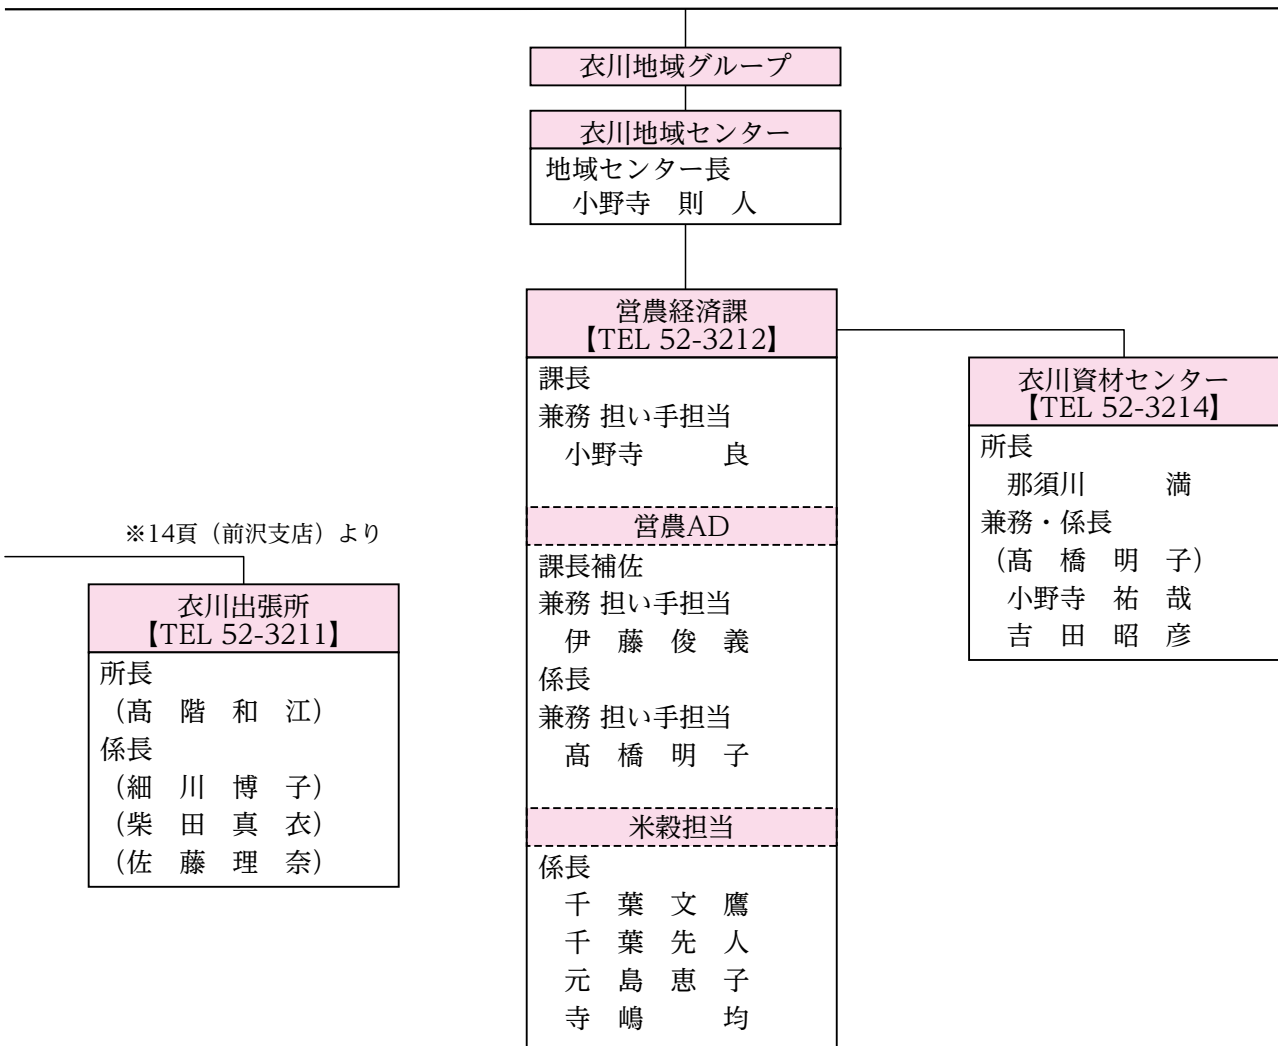 衣川地域グループ
衣川地域センター
地域センター長
小野寺　則　人
営農経済課
【TEL 52-3212】
課長
兼務 担い手担当
小野寺　　良
営農AD
課長補佐
兼務 担い手担当
伊　藤　俊　義
係長
兼務 担い手担当
髙　橋　明　子
米穀担当
係長
千　葉　文　鷹
千　葉　先　人
元　島　恵　子
寺　嶋　　均
衣川資材センター
【TEL 52-3214】
所長
那須川　　満
兼務・係長
（髙　橋　明　子）
小野寺　祐　哉
吉　田　昭　彦
※14頁（前沢支店）より
衣川出張所
【TEL 52-3211】
所長
（髙　階　和　江）
係長
（細　川　博　子）
（柴　田　真　衣）
（佐　藤　理　奈）